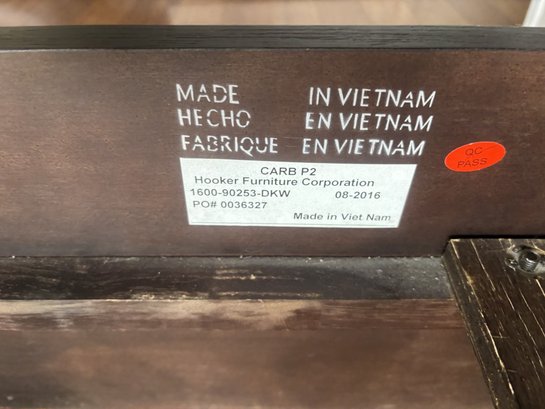 MADE IN VIETNAM
HECHO EN VIETNAM
FABRIQUE EN VIETNAM
QC
PASS
CARB P2
Hooker Furniture Corporation
1600-90253-DKW 08-2016
PO# 0036327
Made in Viet Nam